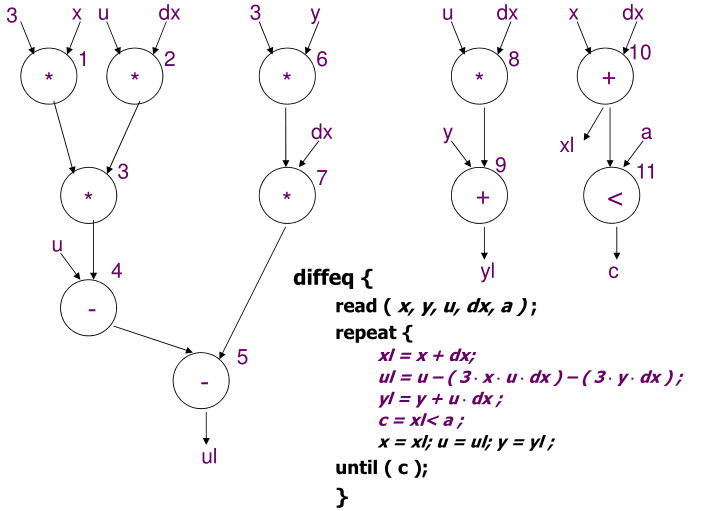 3 x u dx 3 y u dx x dx
1 2 6 8 10
* * * * +
dx y xl a
3 7 9 11
* * + <
u 4 yl c
-
diffeq {
read ( x, y, u, dx, a ) ;
repeat {
5
-
xl = x + dx;
ul = u – ( 3 · x · u · dx ) – ( 3 · y · dx ) ;
yl = y + u · dx ;
c = xl< a ;
x = xl; u = ul; y = yl ;
ul
until ( c );
}